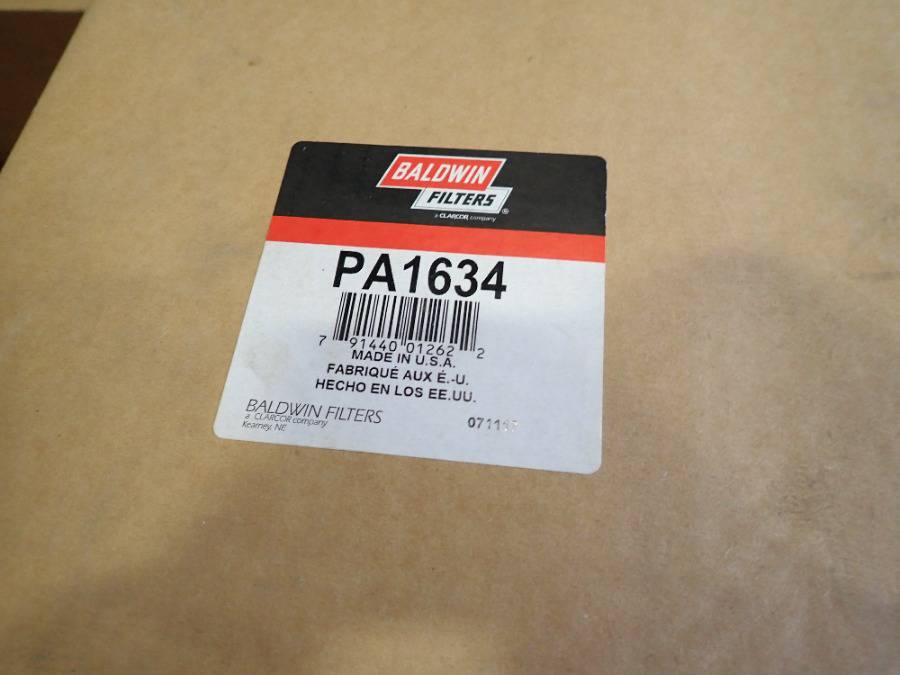 BALDWIN
FILTERS®
a CLARCOR company
PA1634
7 91440 01262 2
MADE IN U.S.A.
FABRIQUÉ AUX É.-U.
HECHO EN LOS EE.UU.
BALDWIN FILTERS
a CLARCOR company
Kearney, NE